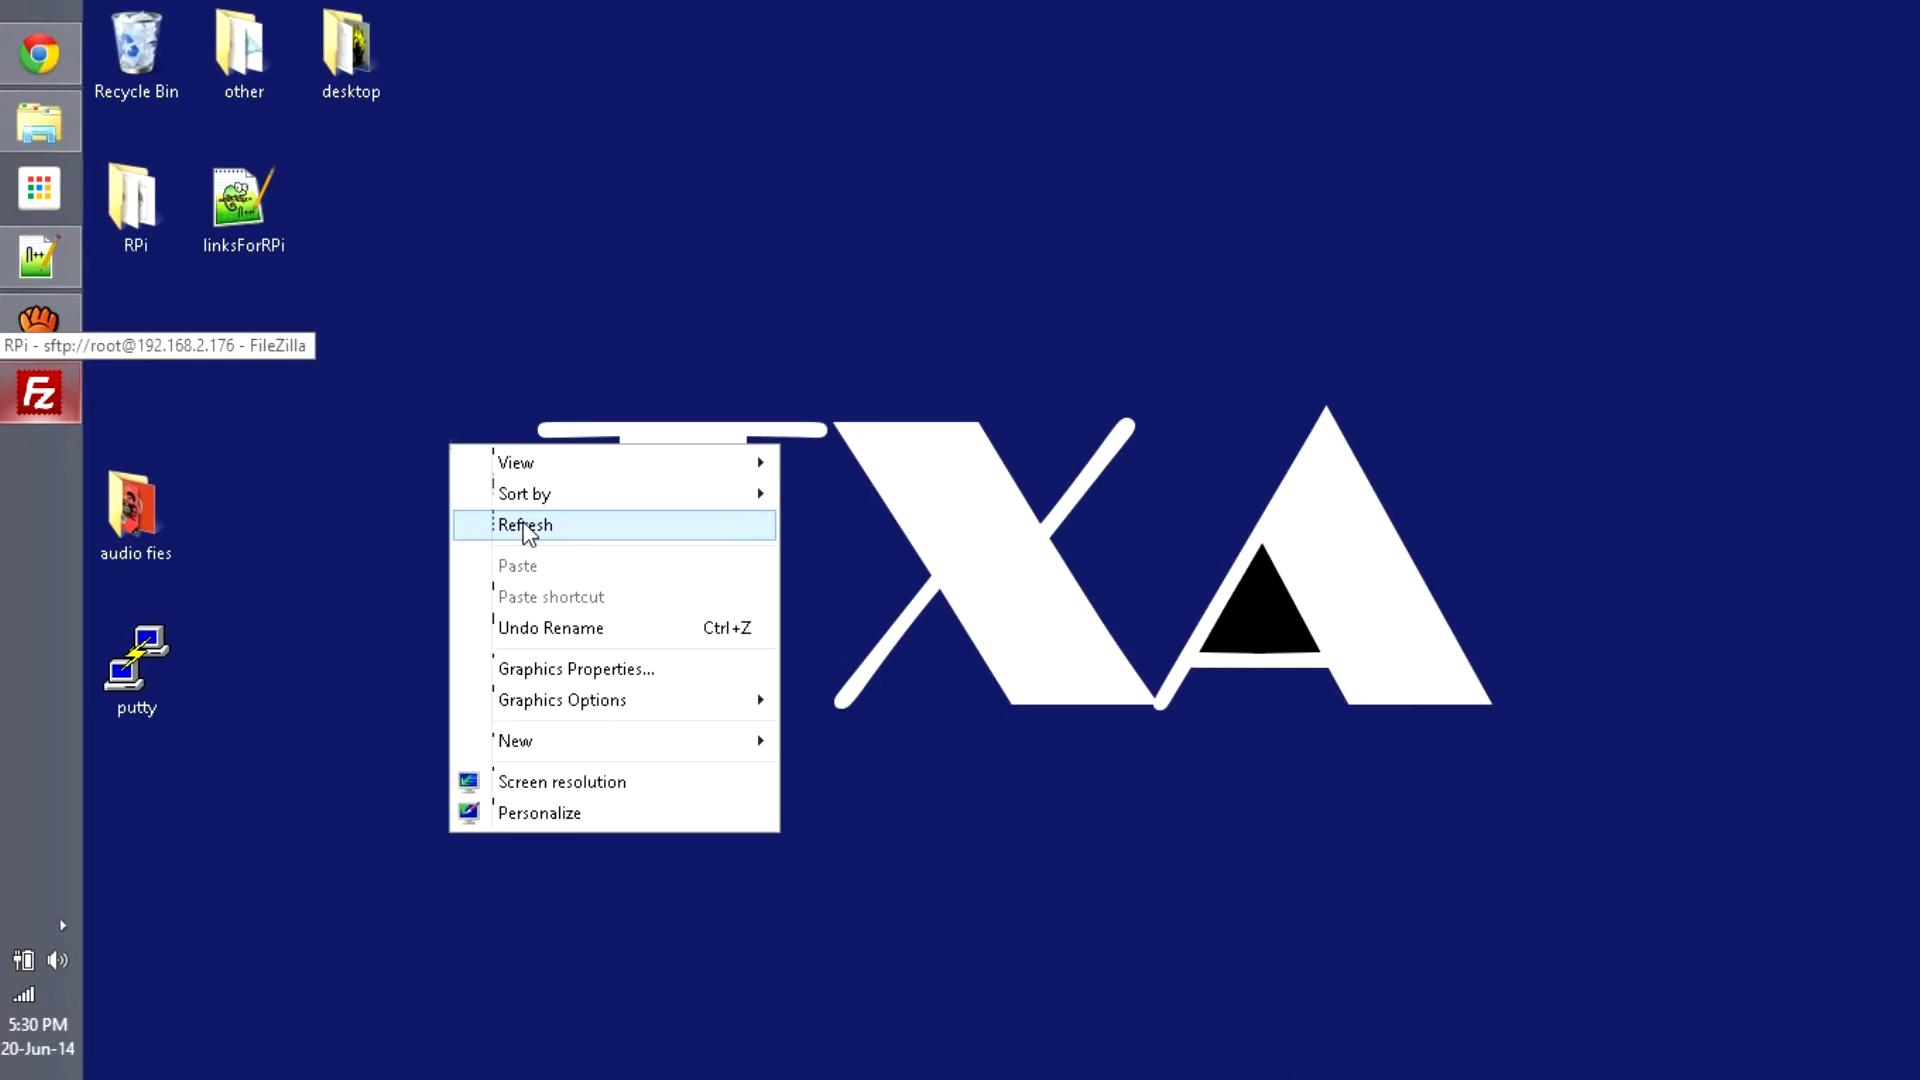 Recycle Bin
other
desktop
RPi
linksForRPi
RPi - sftp://root@192.168.2.176 - FileZilla
Fz
audio fies
putty
View
Sort by
Refresh
Paste
Paste shortcut
Undo Rename Ctrl+Z
Graphics Properties...
Graphics Options
New
Screen resolution
Personalize
XA
5:30 PM
20-Jun-14